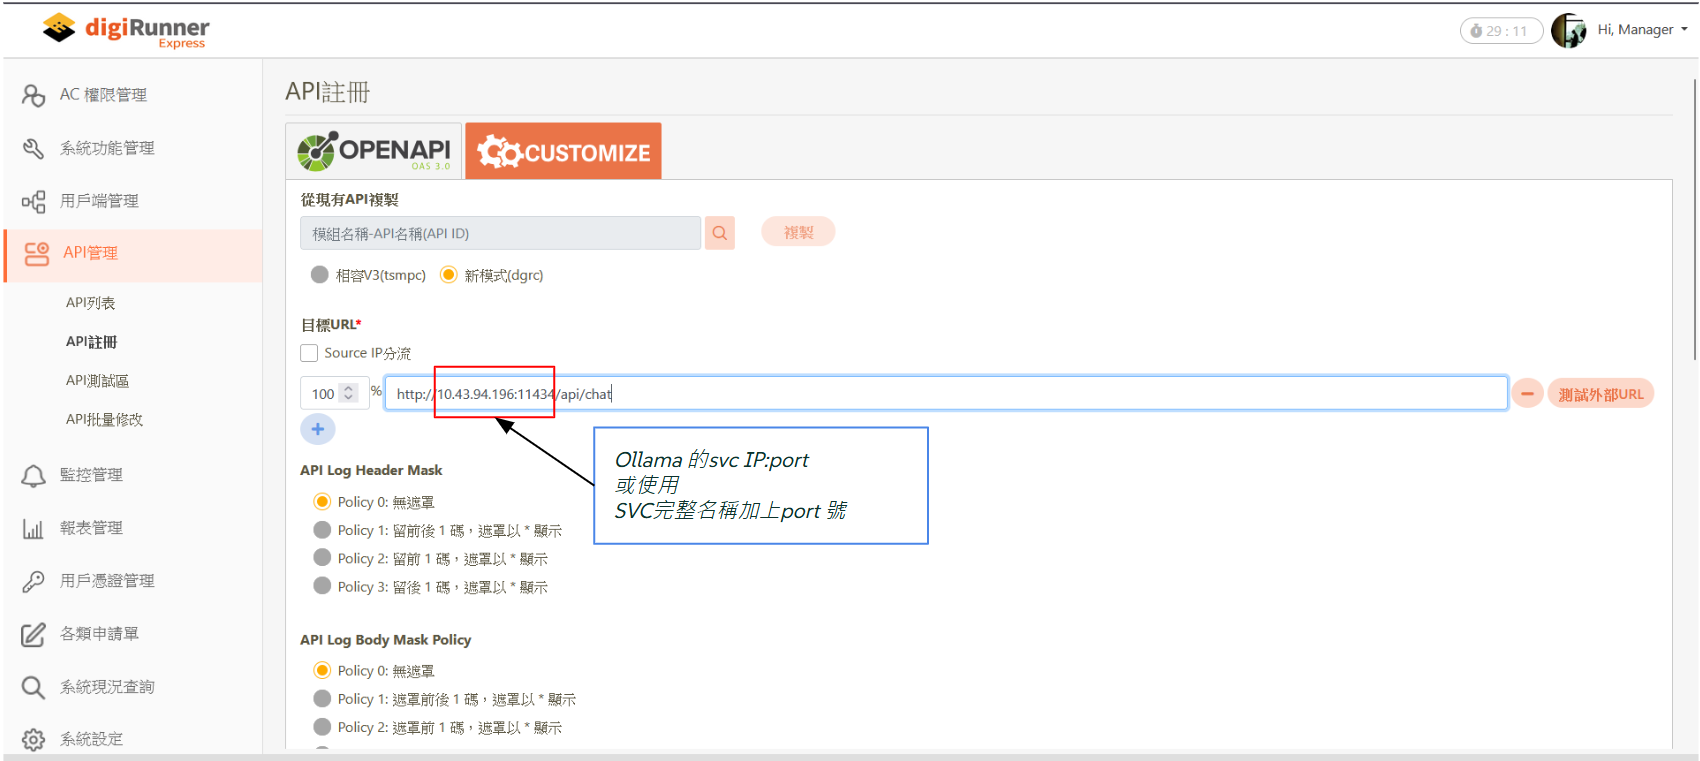 digiRunner
Express
29 : 11
Hi, Manager
AC 權限管理
系統功能管理
用戶端管理
API管理
API列表
API註冊
API測試區
API批量修改
監控管理
報表管理
用戶憑證管理
各類申請單
系統現況查詢
系統設定
API註冊
OPENAPI
OAS 3.0
CUSTOMIZE
從現有API複製
模組名稱-API名稱(API ID)
複製
相容V3(tsmpc)
新模式(dgrc)
目標URL*
Source IP分流
100 % http://10.43.94.196:11434/api/chat
測試外部URL
Ollama 的svc IP:port
或使用
SVC完整名稱加上port 號
API Log Header Mask
Policy 0: 無遮罩
Policy 1: 留前後 1 碼，遮罩以 * 顯示
Policy 2: 留前 1 碼，遮罩以 * 顯示
Policy 3: 留後 1 碼，遮罩以 * 顯示
API Log Body Mask Policy
Policy 0: 無遮罩
Policy 1: 遮罩前後 1 碼，遮罩以 * 顯示
Policy 2: 遮罩前 1 碼，遮罩以 * 顯示